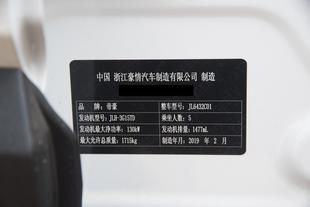 中国 浙江豪情汽车制造有限公司 制造
品牌：帝豪 整车型号：JL6432C01
发动机型号：JLH-3G15TD 乘坐人数：5
发动机最大净功率：130kW 发动机排量：1477mL
最大允许总质量：1715kg 制造年月：2019 年 2 月